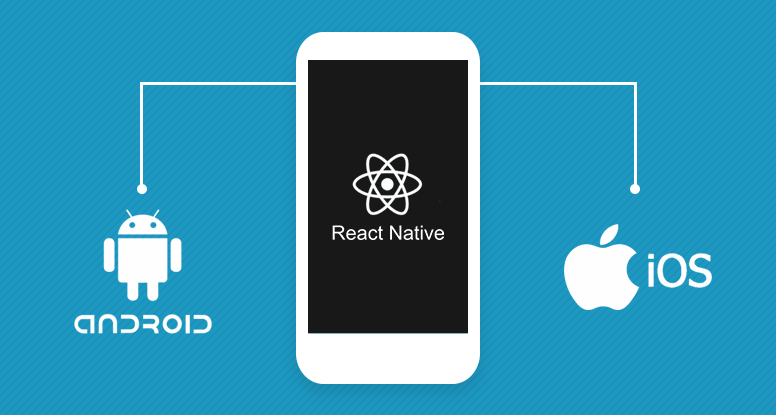 React Native
ANDROID
iOS